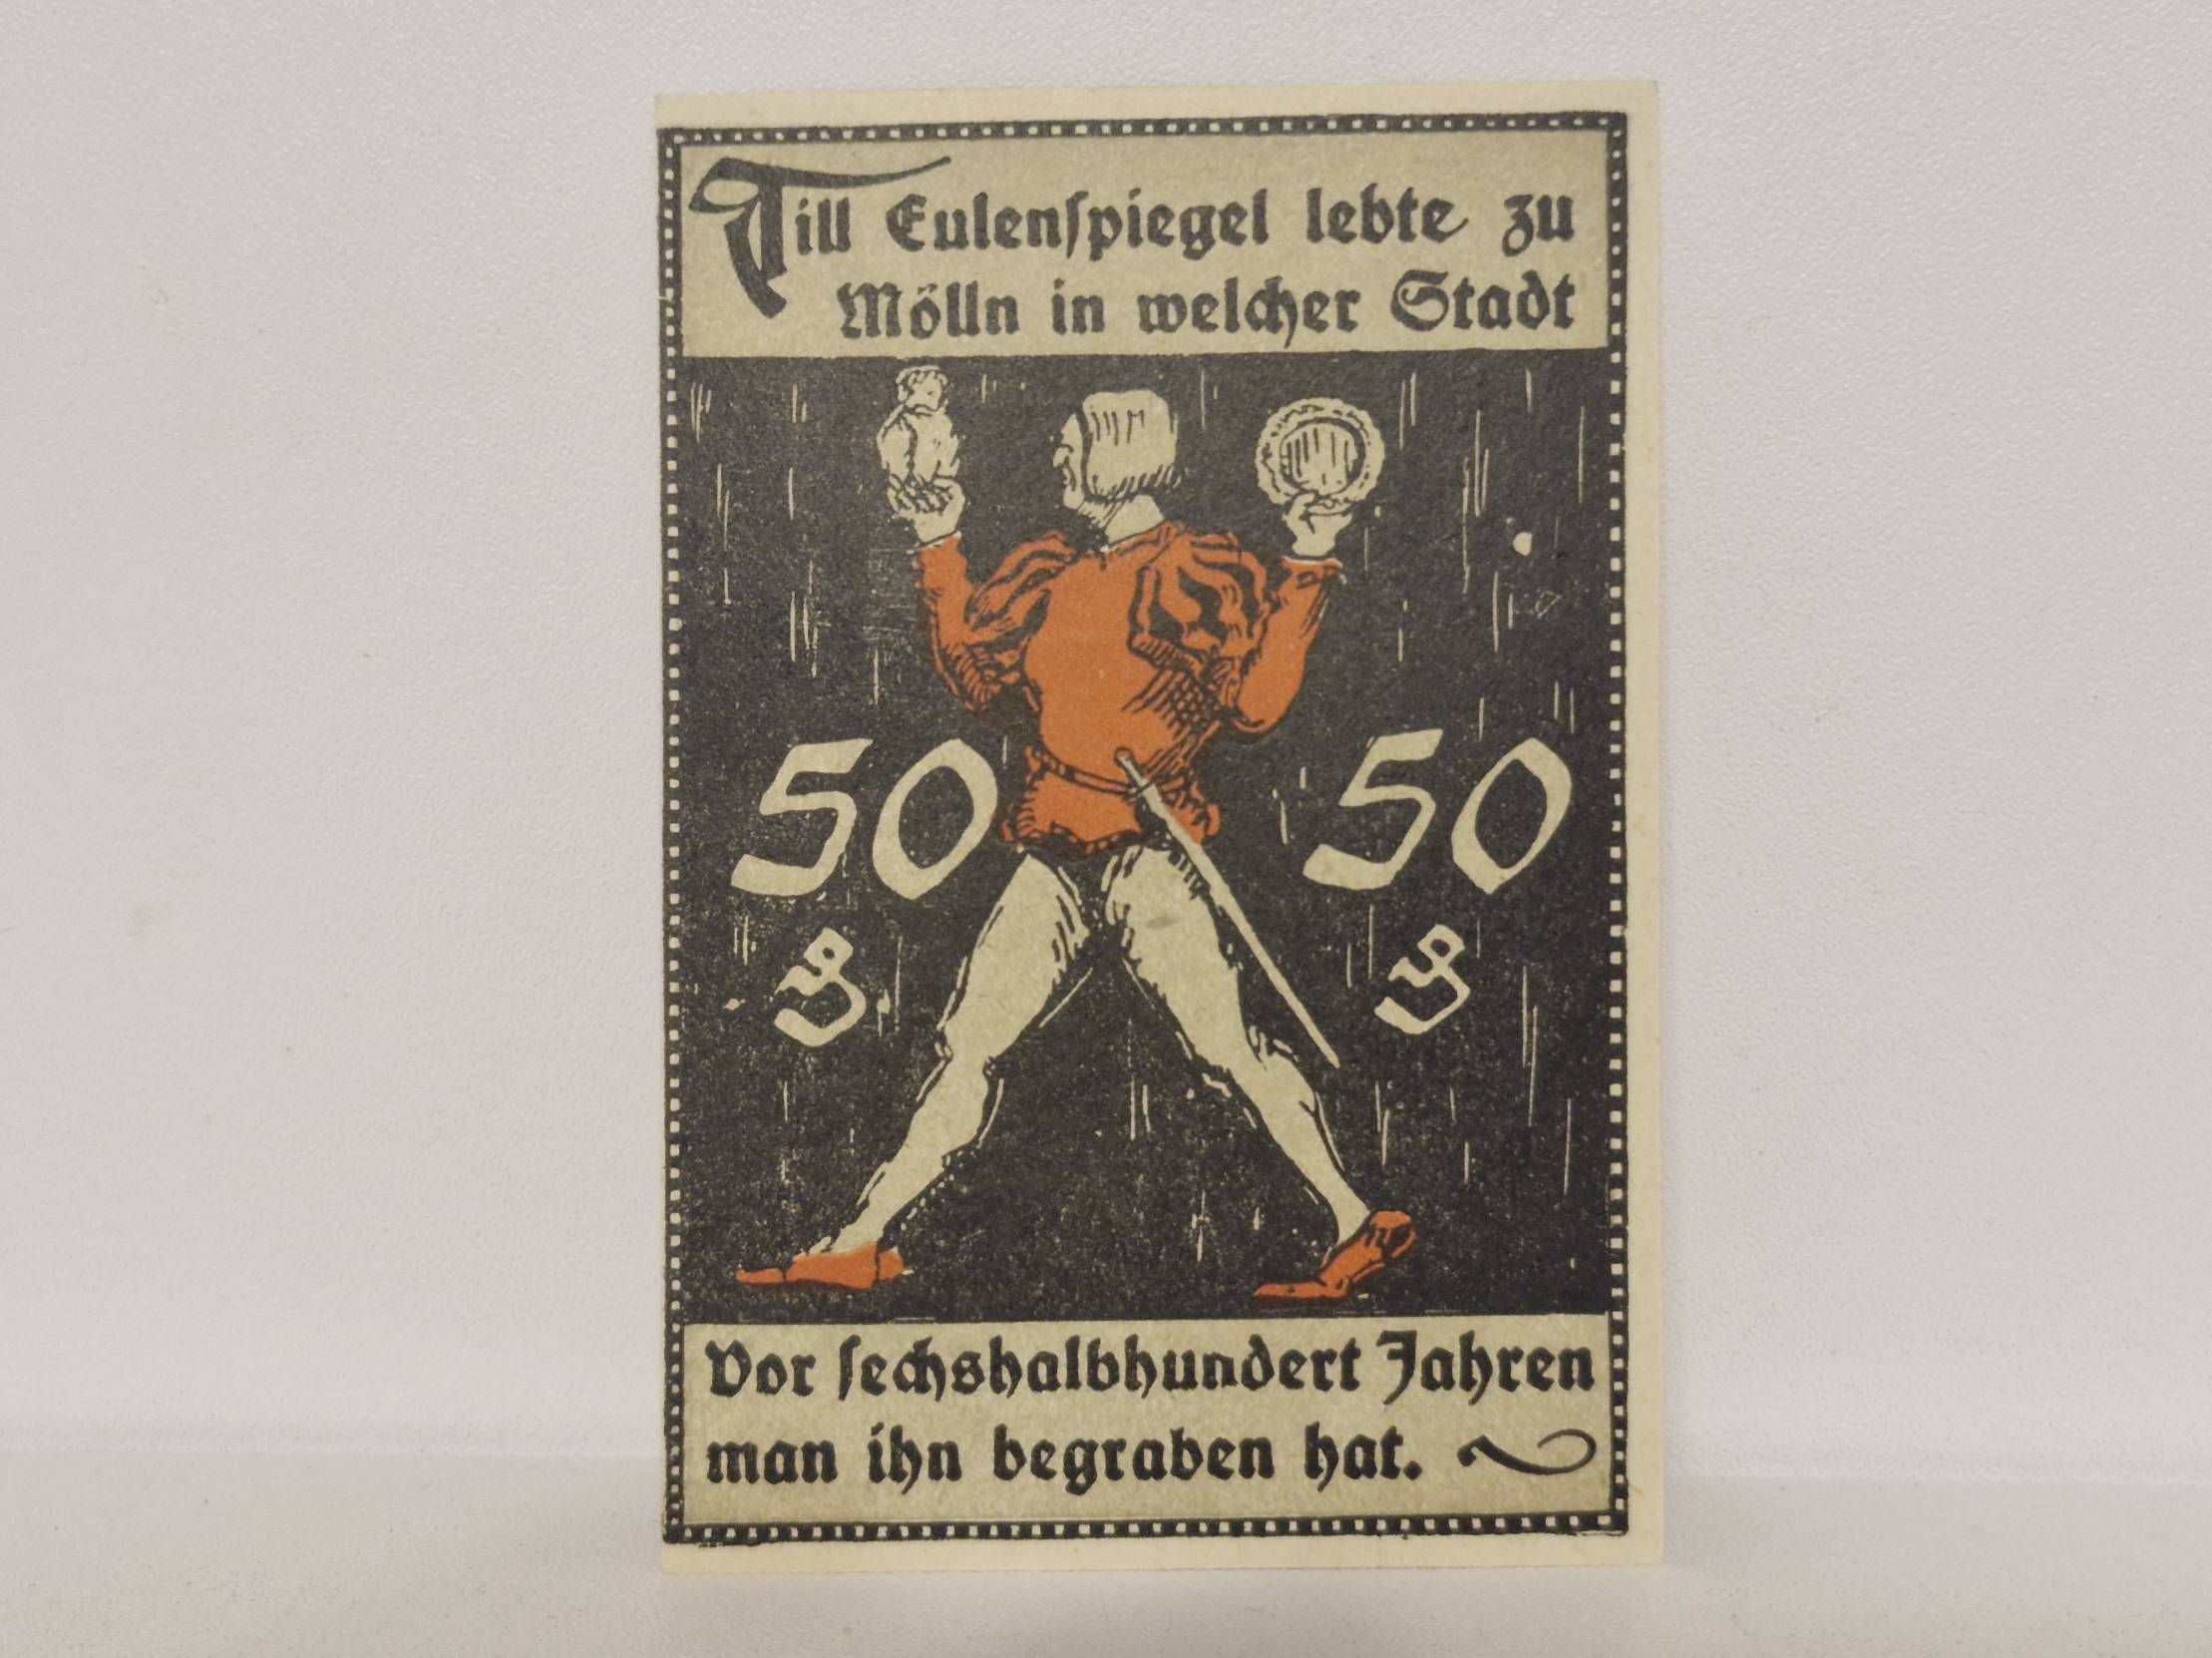 Till Eulenſpiegel lebte zu
Mölln in welcher Stadt
50 50
₰ ₰
Vor ſechshalbhundert Jahren
man ihn begraben hat.